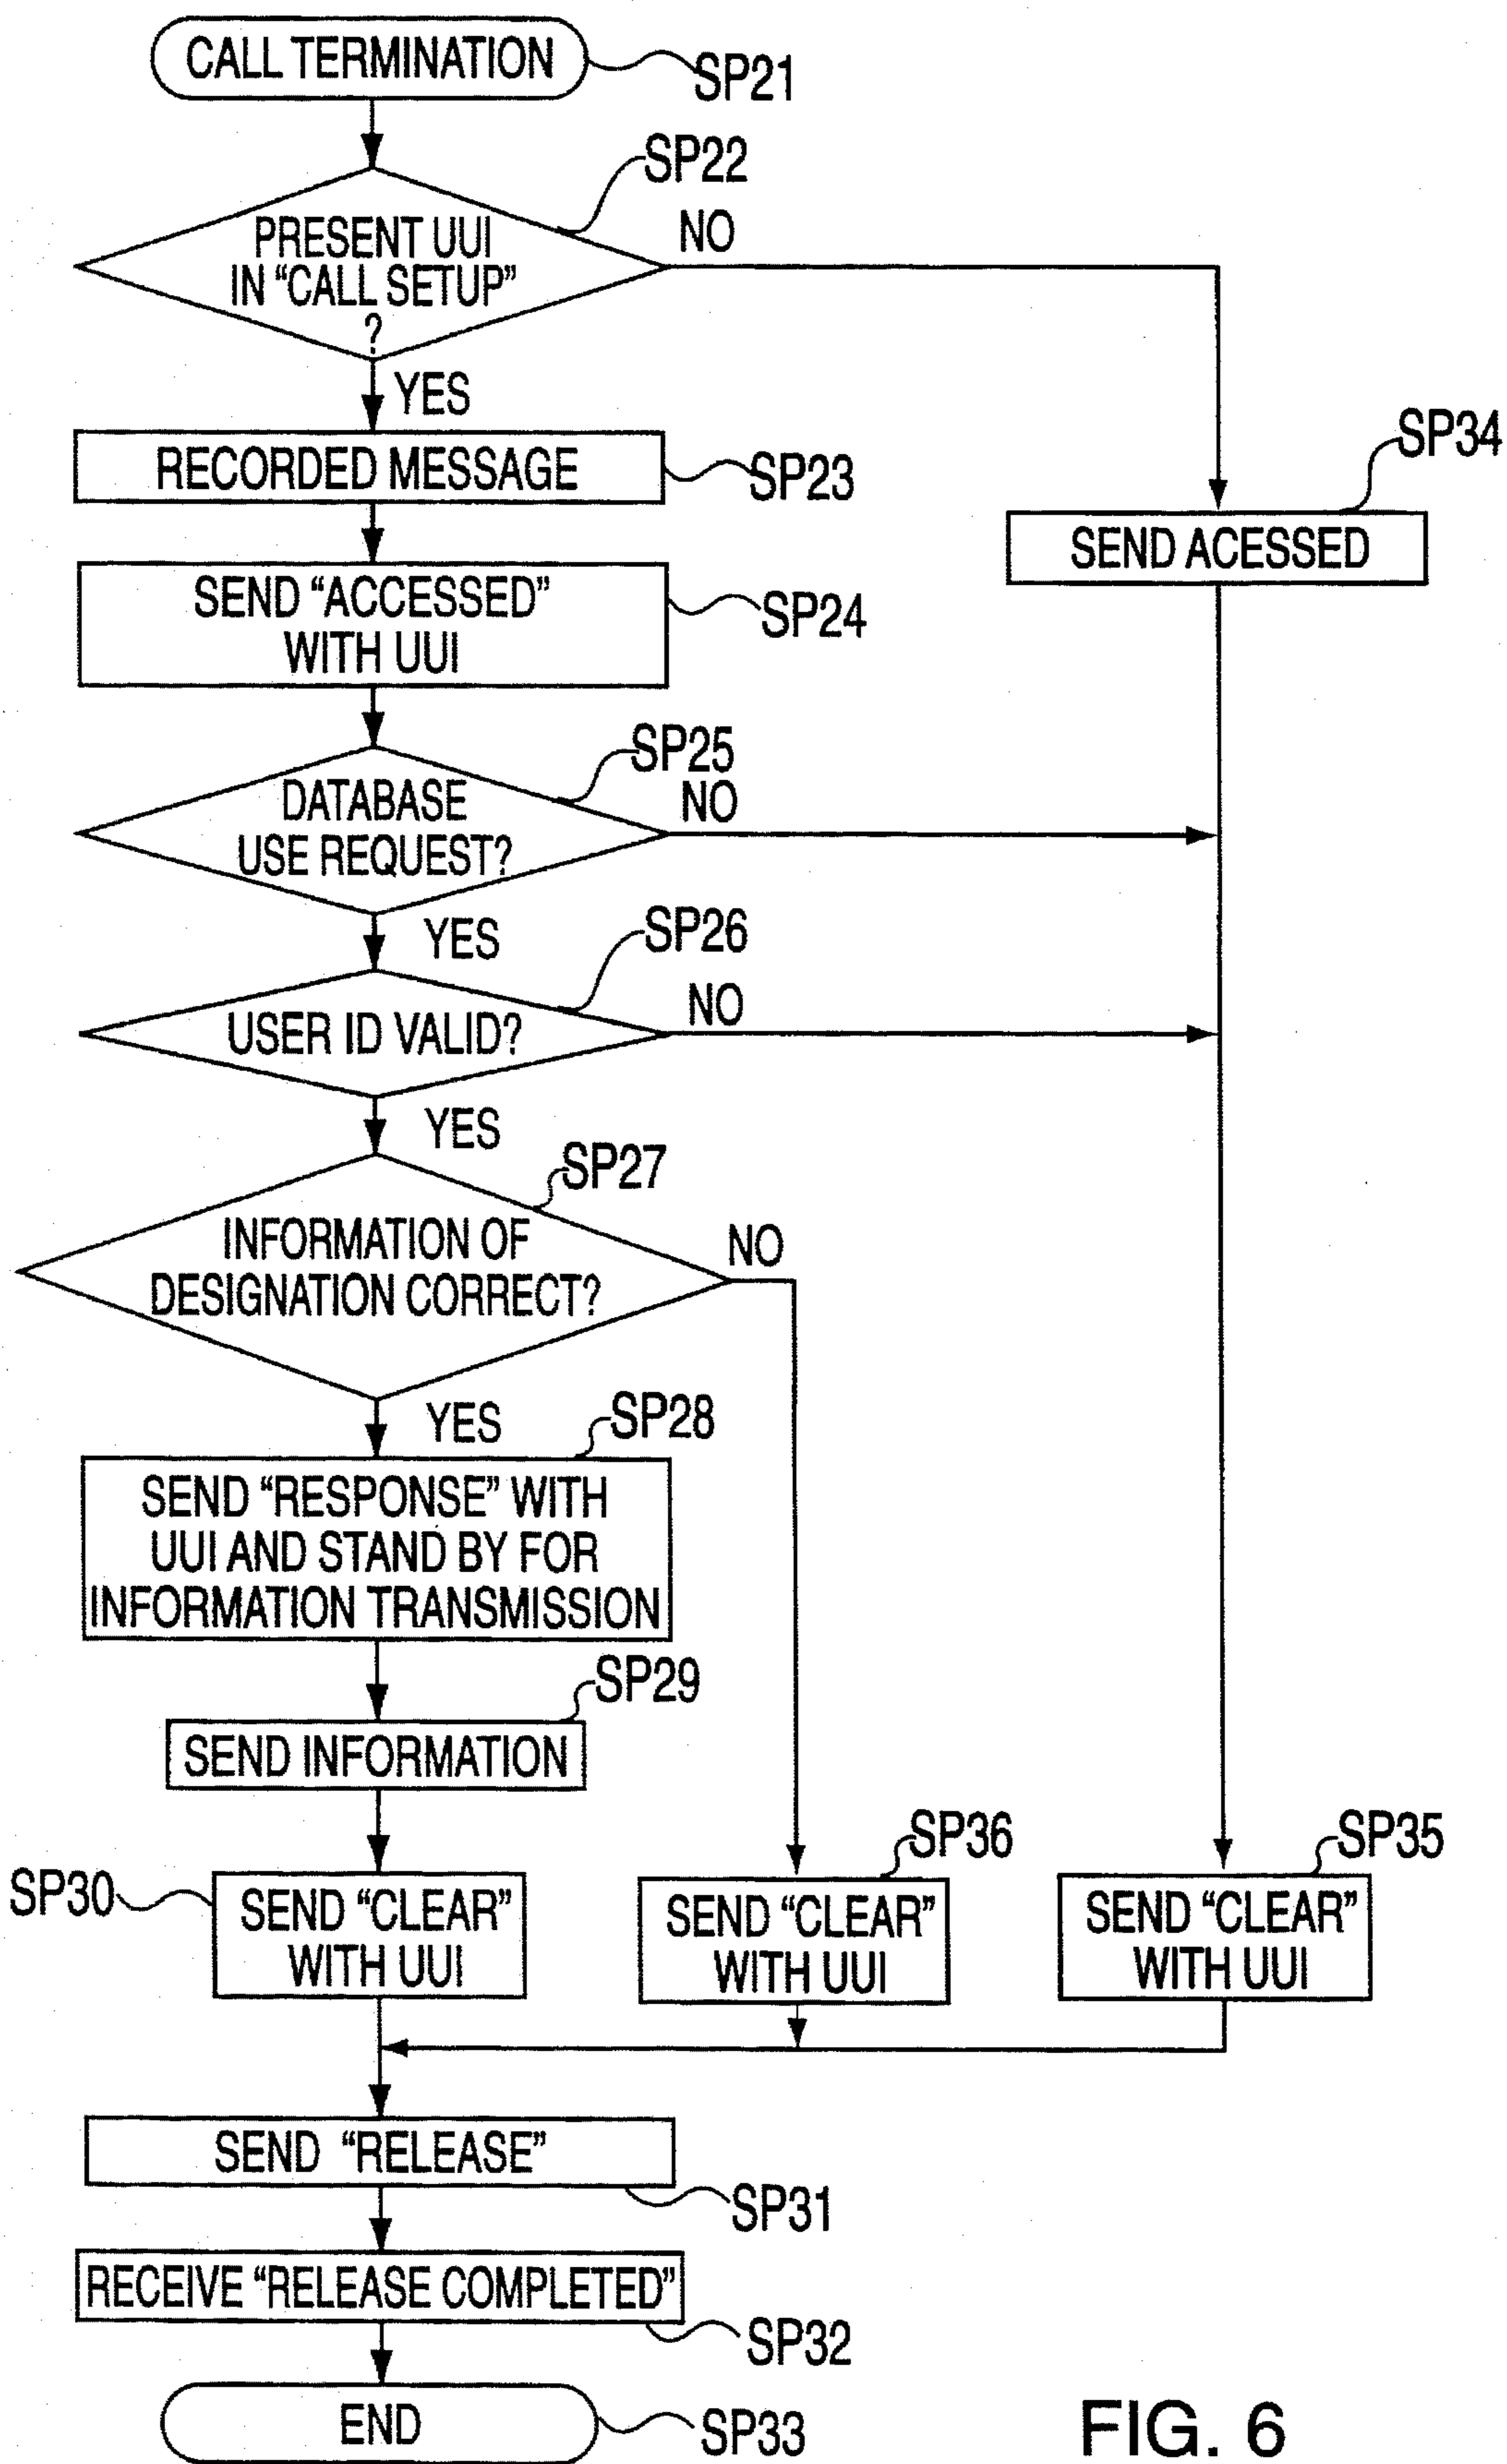 CALL TERMINATION
SP21
SP22
PRESENT UUI
IN “CALL SETUP”
?
NO
YES
RECORDED MESSAGE
SP23
SP34
SEND ACESSED
SEND “ACCESSED”
WITH UUI
SP24
SP25
DATABASE
USE REQUEST?
NO
YES
SP26
USER ID VALID?
NO
YES
SP27
INFORMATION OF
DESIGNATION CORRECT?
NO
YES
SP28
SEND “RESPONSE” WITH
UUI AND STAND BY FOR
INFORMATION TRANSMISSION
SP29
SEND INFORMATION
SP30
SEND “CLEAR”
WITH UUI
SP36
SEND “CLEAR”
WITH UUI
SP35
SEND “CLEAR”
WITH UUI
SEND “RELEASE”
SP31
RECEIVE “RELEASE COMPLETED”
SP32
END
SP33
FIG. 6